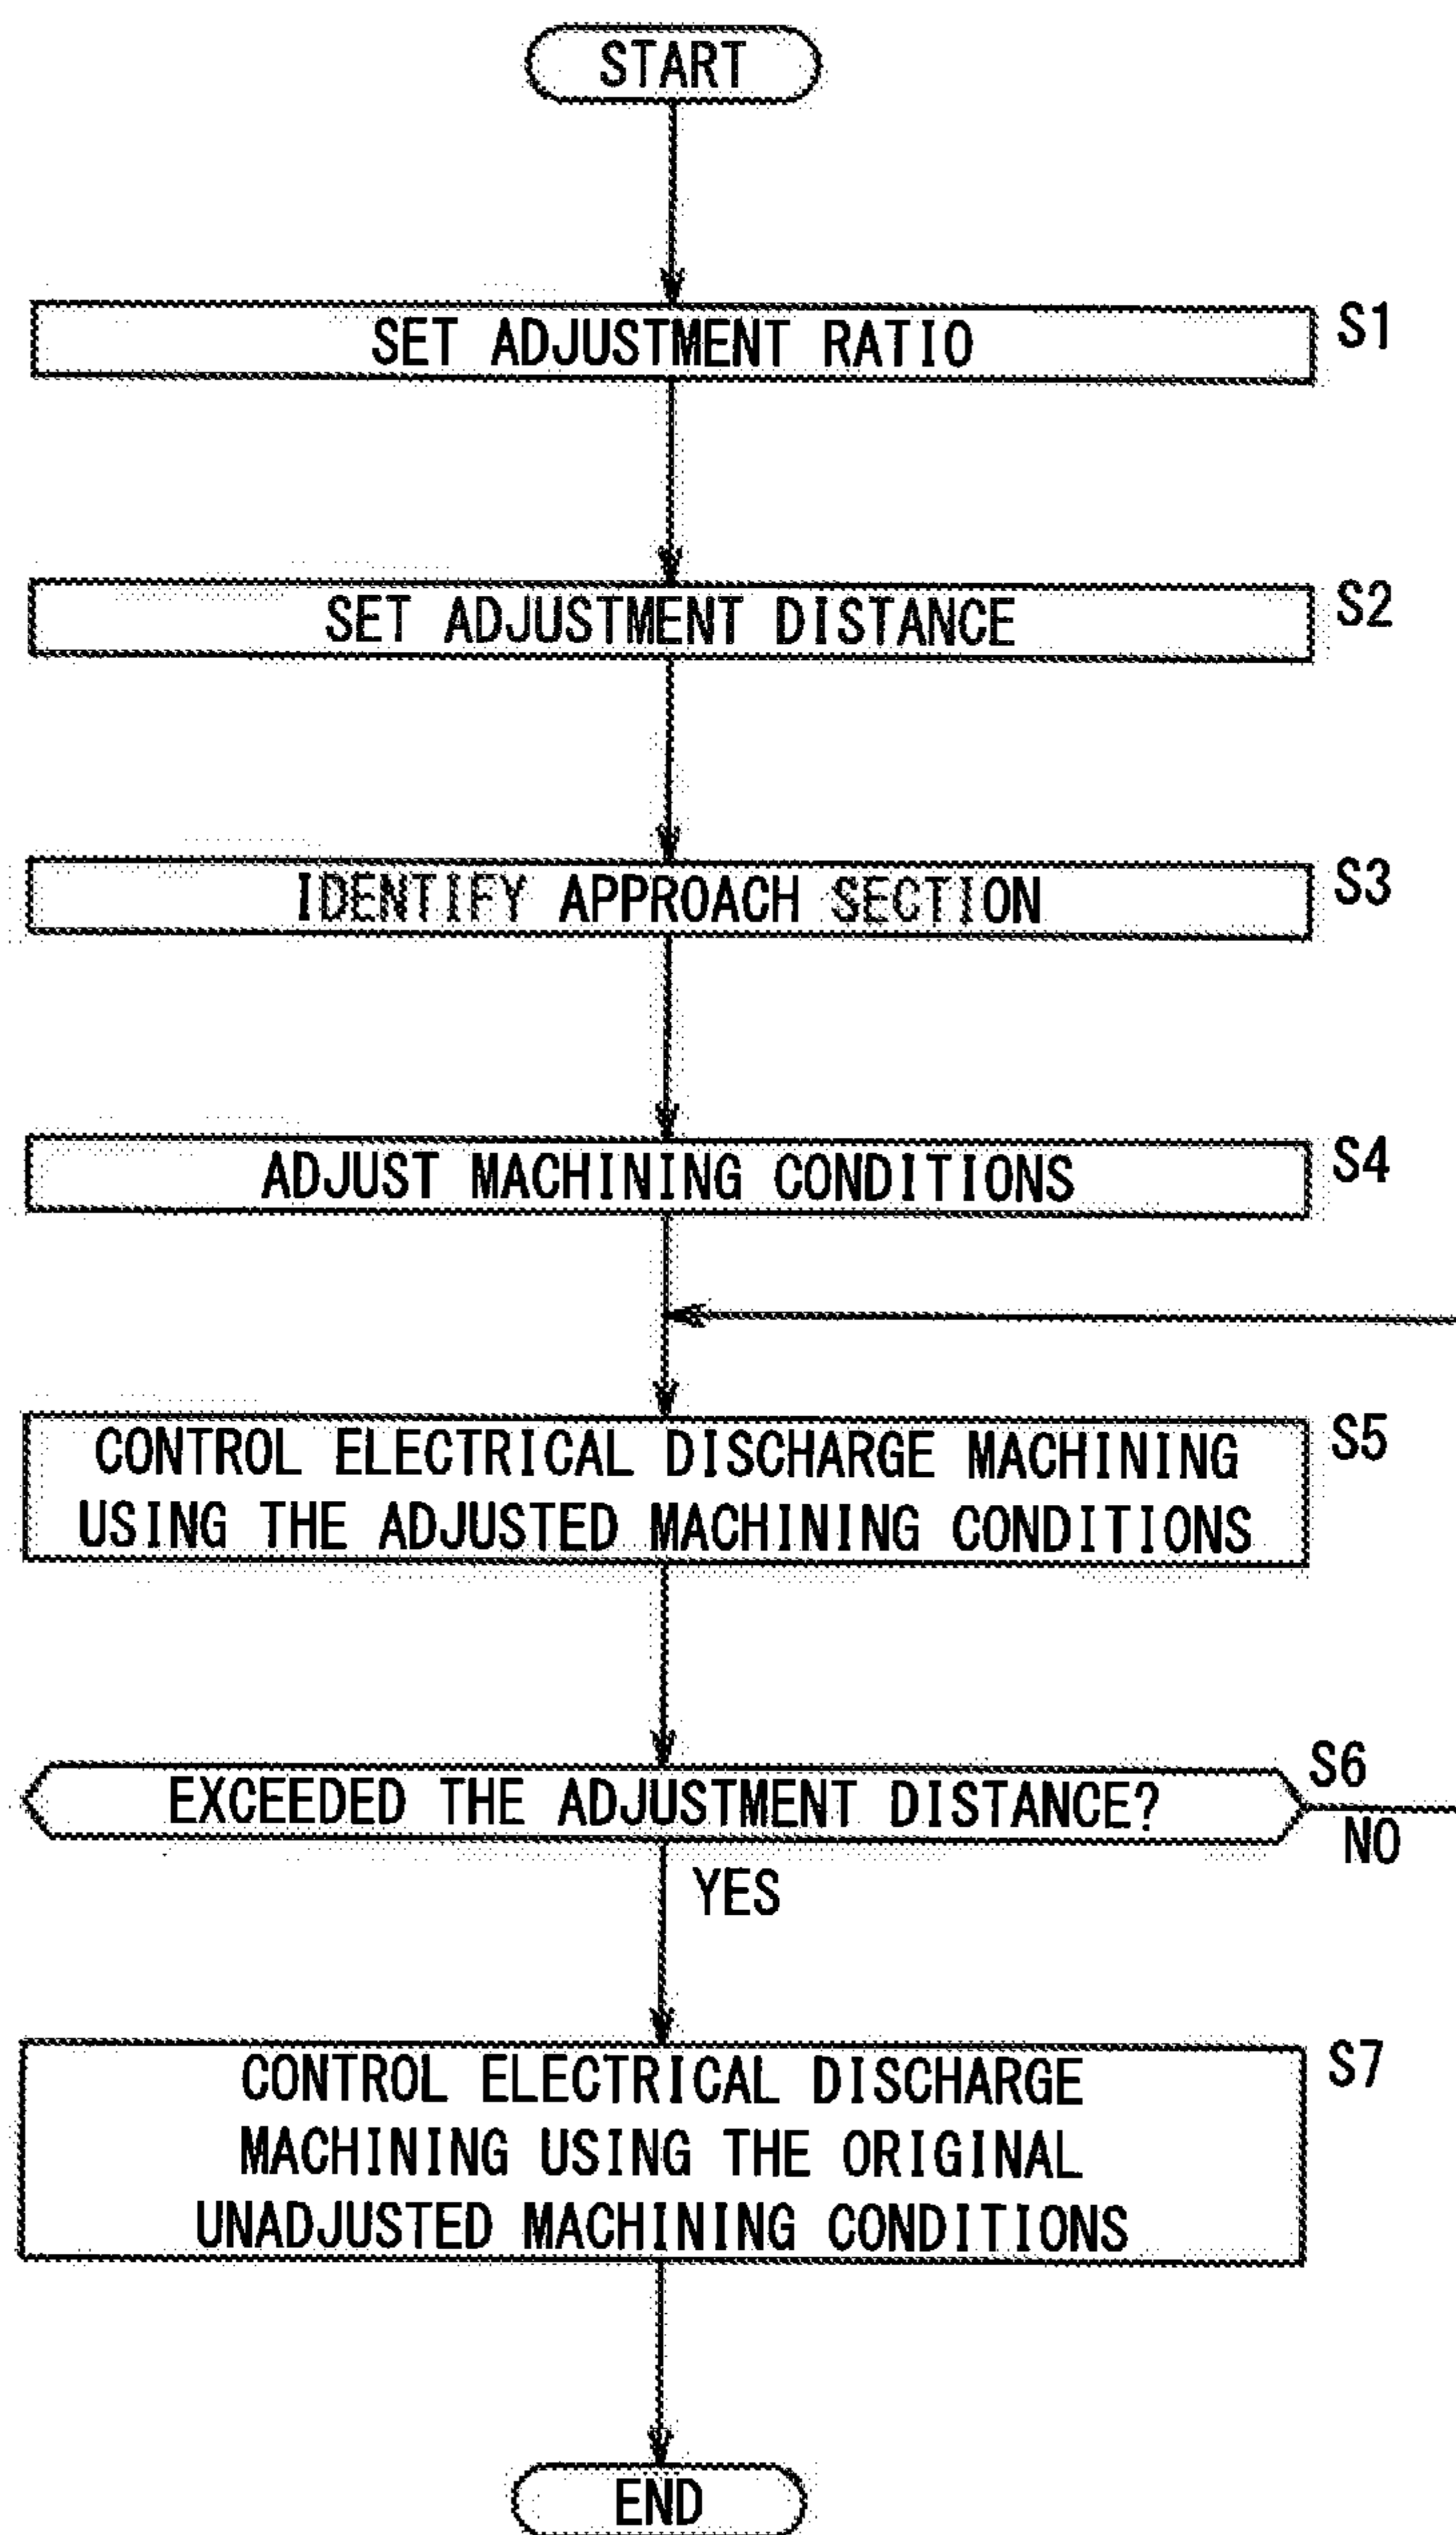 START
SET ADJUSTMENT RATIO
S1
SET ADJUSTMENT DISTANCE
S2
IDENTIFY APPROACH SECTION
S3
ADJUST MACHINING CONDITIONS
S4
CONTROL ELECTRICAL DISCHARGE MACHINING
USING THE ADJUSTED MACHINING CONDITIONS
S5
EXCEEDED THE ADJUSTMENT DISTANCE?
S6
NO
YES
CONTROL ELECTRICAL DISCHARGE
MACHINING USING THE ORIGINAL
UNADJUSTED MACHINING CONDITIONS
S7
END